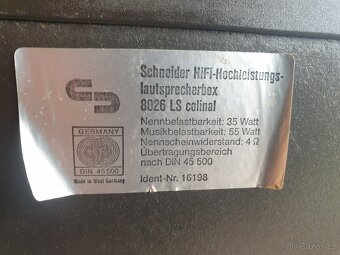 Schneider HiFi-Hochleistungs-
lautsprecherbox
8026 LS celinal
Nennbelastbarkeit: 35 Watt
Musikbelastbarkeit: 55 Watt
Nennscheinwiderstand: 4 Ω
Übertragungsbereich
nach DIN 45 500
Ident-Nr. 16198
GERMANY
DIN 45500
Made in West Germany